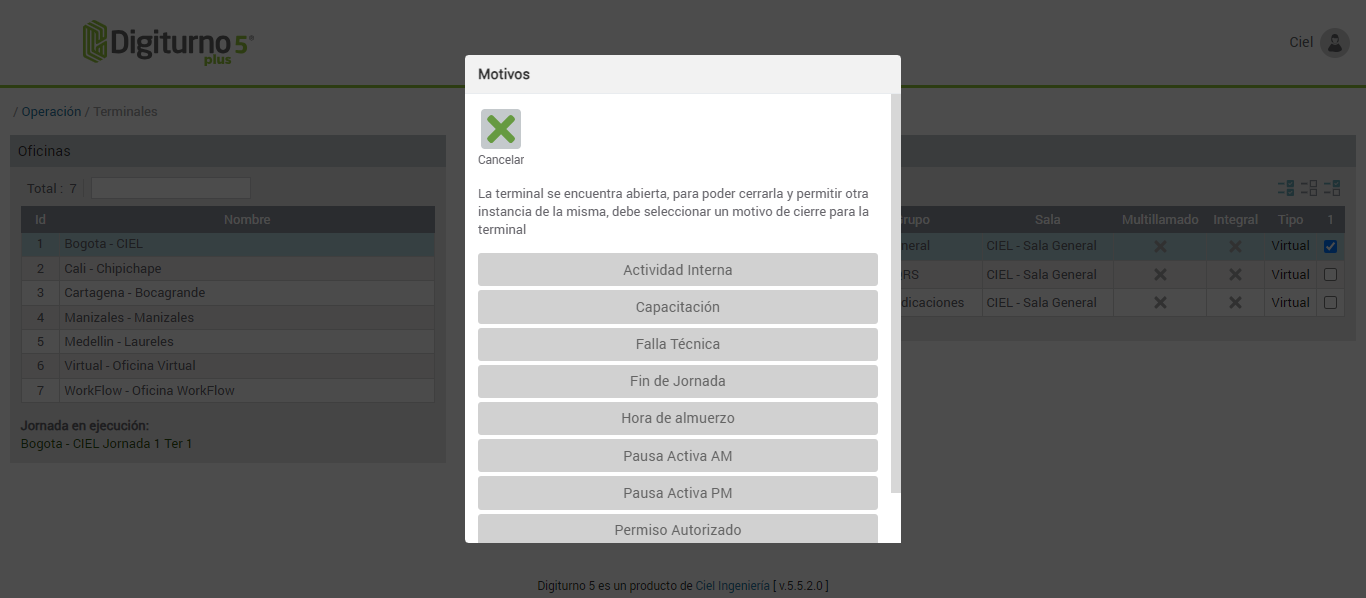 Digiturno 5®
plus
Ciel
/ Operación / Terminales
Oficinas
Total : 7
Id Nombre
1 Bogota - CIEL
2 Cali - Chipichape
3 Cartagena - Bocagrande
4 Manizales - Manizales
5 Medellin - Laureles
6 Virtual - Oficina Virtual
7 WorkFlow - Oficina WorkFlow
Jornada en ejecución:
Bogota - CIEL Jornada 1 Ter 1
Motivos
Cancelar
La terminal se encuentra abierta, para poder cerrarla y permitir otra
instancia de la misma, debe seleccionar un motivo de cierre para la
terminal
Actividad Interna
Capacitación
Falla Técnica
Fin de Jornada
Hora de almuerzo
Pausa Activa AM
Pausa Activa PM
Permiso Autorizado
Sala Multillamado Integral Tipo 1
CIEL - Sala General Virtual
CIEL - Sala General Virtual
CIEL - Sala General Virtual
Digiturno 5 es un producto de Ciel Ingeniería [ v.5.5.2.0 ]